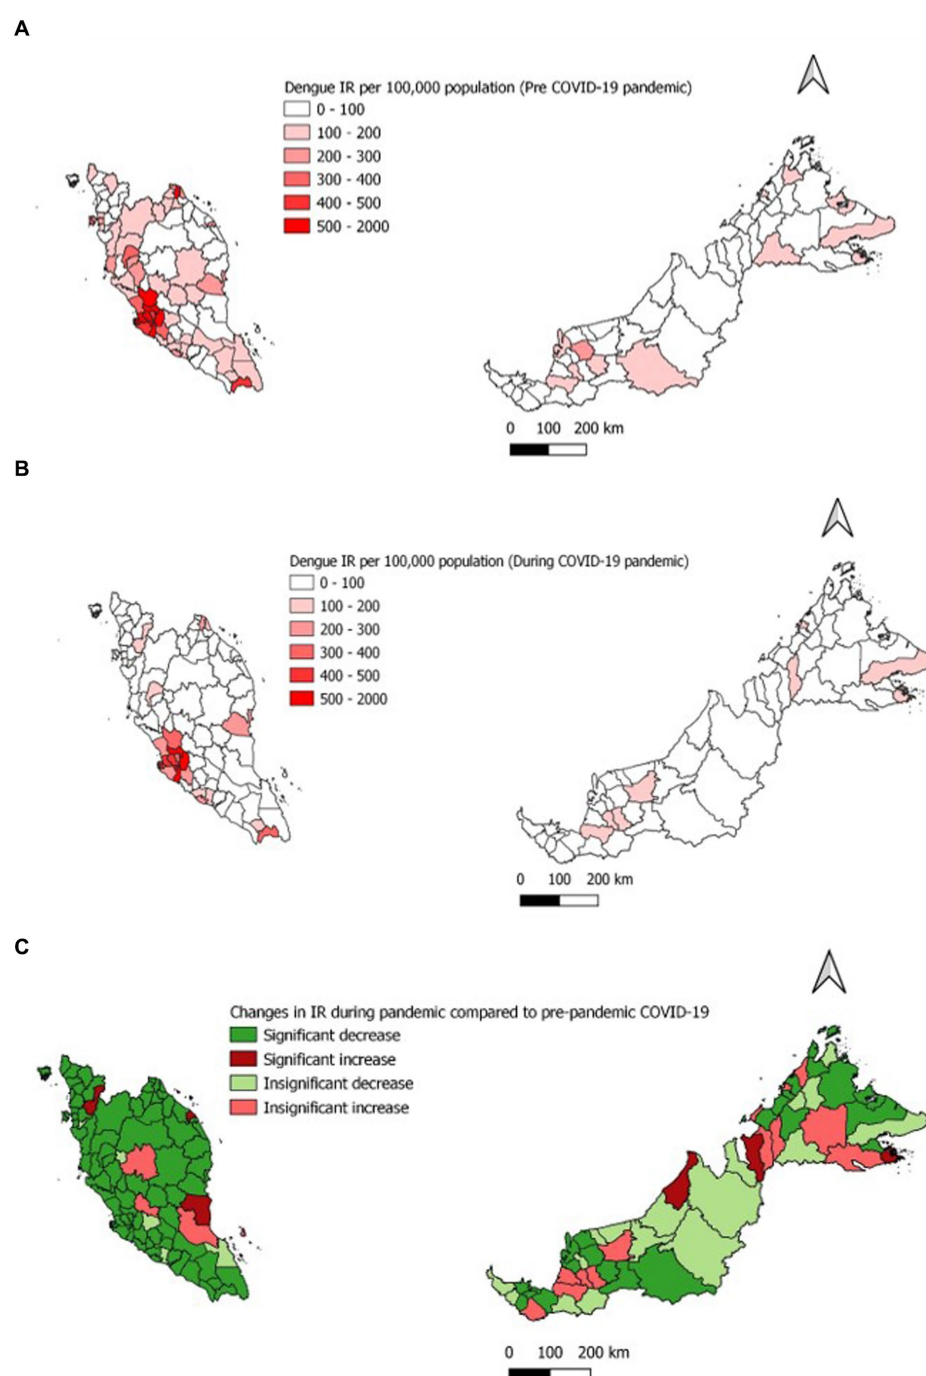 A
Dengue IR per 100,000 population (Pre COVID-19 pandemic)
0 - 100
100 - 200
200 - 300
300 - 400
400 - 500
500 - 2000
0 100 200 km
B
Dengue IR per 100,000 population (During COVID-19 pandemic)
0 - 100
100 - 200
200 - 300
300 - 400
400 - 500
500 - 2000
0 100 200 km
C
Changes in IR during pandemic compared to pre-pandemic COVID-19
Significant decrease
Significant increase
Insignificant decrease
Insignificant increase
0 100 200 km